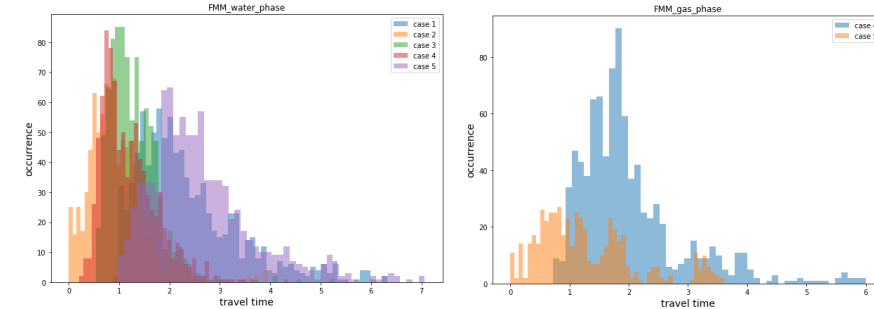 FMM_water_phase
case 1
case 2
case 3
case 4
case 5
occurrence
80
70
60
50
40
30
20
10
0
0 1 2 3 4 5 6 7
travel time
FMM_gas_phase
case
case
occurrence
80
60
40
20
0
0 1 2 3 4 5 6
travel time